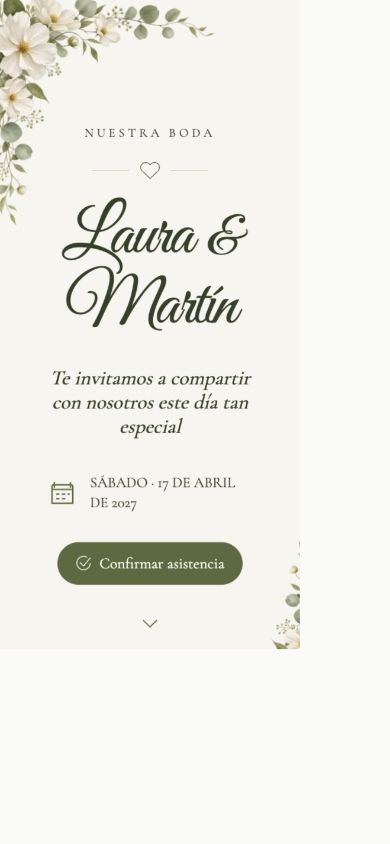 NUESTRA BODA
Laura &
Martín
Te invitamos a compartir
con nosotros este día tan
especial
SÁBADO · 17 DE ABRIL
DE 2027
Confirmar asistencia